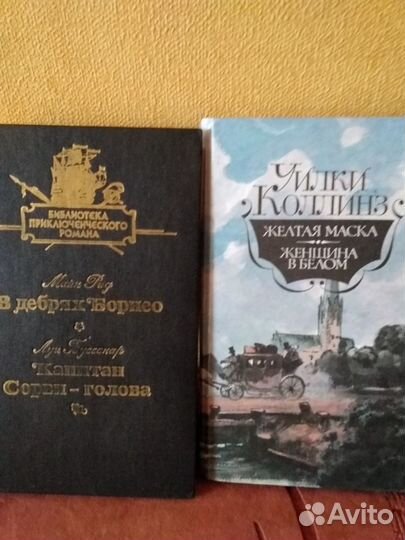 БИБЛИОТЕКА
ПРИКЛЮЧЕНЧЕСКОГО
РОМАНА
Майн Рид
В дебрях Борнео
Луи Буссенар
Капитан
Сорви-голова
УИЛКИ
КОЛЛИНЗ
ЖЕЛТАЯ МАСКА
ЖЕНЩИНА
В БЕЛОМ
Avito